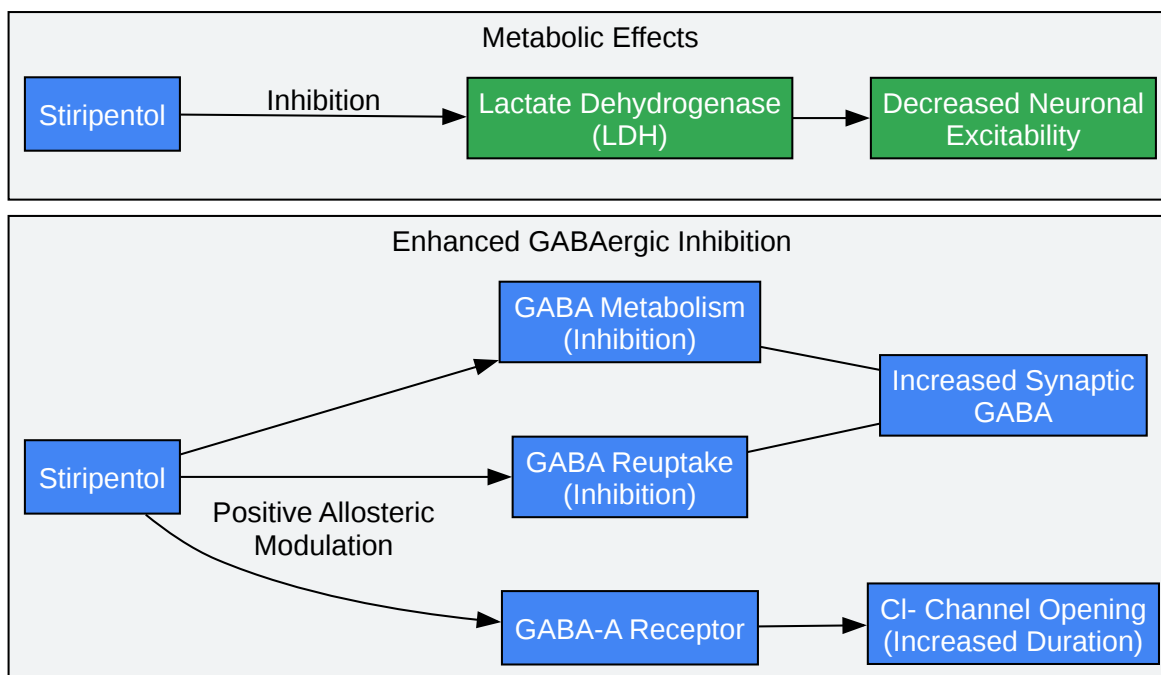 Metabolic Effects
Stiripentol
Inhibition
Lactate Dehydrogenase
(LDH)
Decreased Neuronal
Excitability
Enhanced GABAergic Inhibition
GABA Metabolism
(Inhibition)
Increased Synaptic
GABA
Stiripentol
GABA Reuptake
(Inhibition)
Positive Allosteric
Modulation
GABA-A Receptor
Cl- Channel Opening
(Increased Duration)